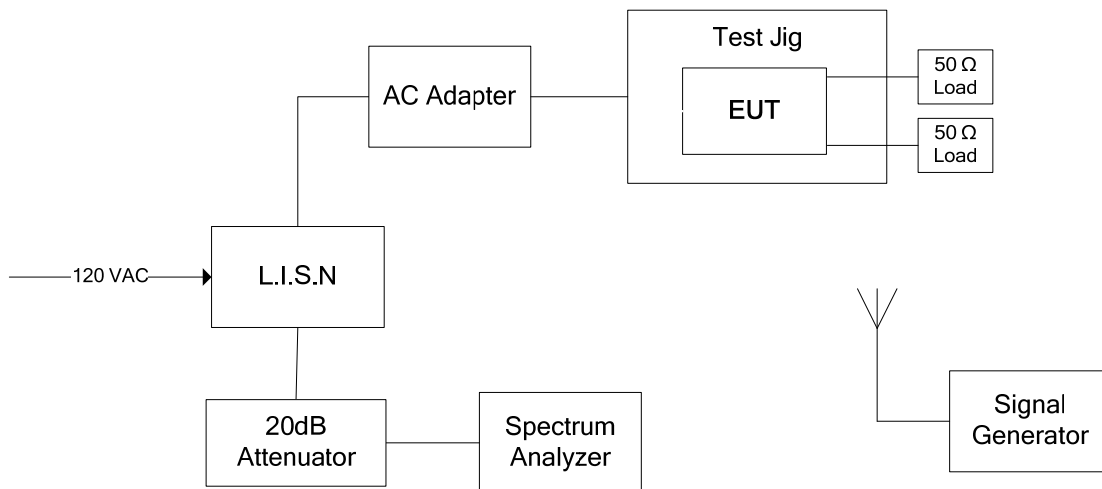 Test Jig
50 Ω
Load
AC Adapter
EUT
50 Ω
Load
120 VAC
L.I.S.N
20dB
Attenuator
Spectrum
Analyzer
Signal
Generator